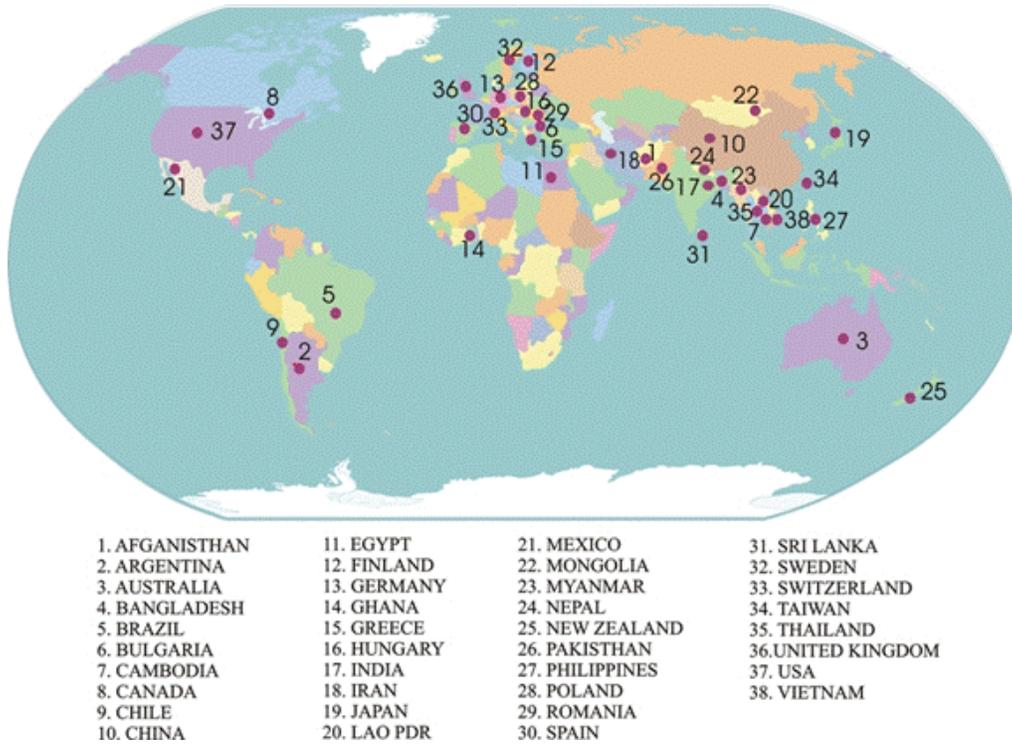 32
12
36
13
28
8
22
16
29
30
33
6
37
19
10
15
18
1
24
11
26
23
21
17
4
34
35
20
7
38
27
14
31
5
9
2
3
25
1. AFGANISTHAN
2. ARGENTINA
3. AUSTRALIA
4. BANGLADESH
5. BRAZIL
6. BULGARIA
7. CAMBODIA
8. CANADA
9. CHILE
10. CHINA
11. EGYPT
12. FINLAND
13. GERMANY
14. GHANA
15. GREECE
16. HUNGARY
17. INDIA
18. IRAN
19. JAPAN
20. LAO PDR
21. MEXICO
22. MONGOLIA
23. MYANMAR
24. NEPAL
25. NEW ZEALAND
26. PAKISTHAN
27. PHILIPPINES
28. POLAND
29. ROMANIA
30. SPAIN
31. SRI LANKA
32. SWEDEN
33. SWITZERLAND
34. TAIWAN
35. THAILAND
36.UNITED KINGDOM
37. USA
38. VIETNAM